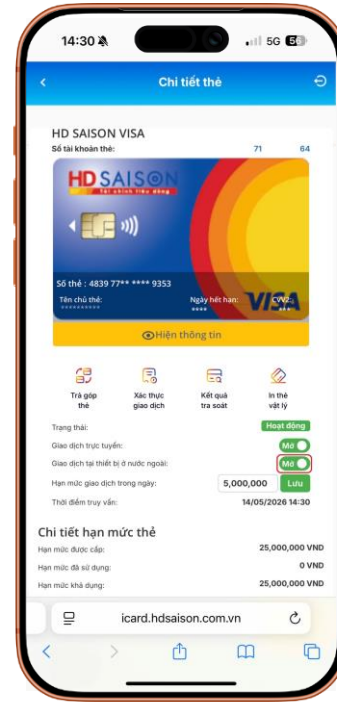 14:30 5G 56
Chi tiết thẻ
HD SAISON VISA
Số tài khoản thẻ: 71 64
HD SAISON
Tài chính tiêu dùng
Số thẻ : 4839 77** **** 9353
Tên chủ thẻ: Ngày hết hạn: CVV2:
********** ****
VISA
Hiện thông tin
Trả góp thẻ
Xác thực giao dịch
Kết quả tra soát
In thẻ vật lý
Trạng thái: Hoạt động
Giao dịch trực tuyến: Mở
Giao dịch tại thiết bị ở nước ngoài: Mở
Hạn mức giao dịch trong ngày: 5,000,000 Lưu
Thời điểm truy vấn: 14/05/2026 14:30
Chi tiết hạn mức thẻ
Hạn mức được cấp: 25,000,000 VND
Hạn mức đã sử dụng: 0 VND
Hạn mức khả dụng: 25,000,000 VND
icard.hdsaison.com.vn